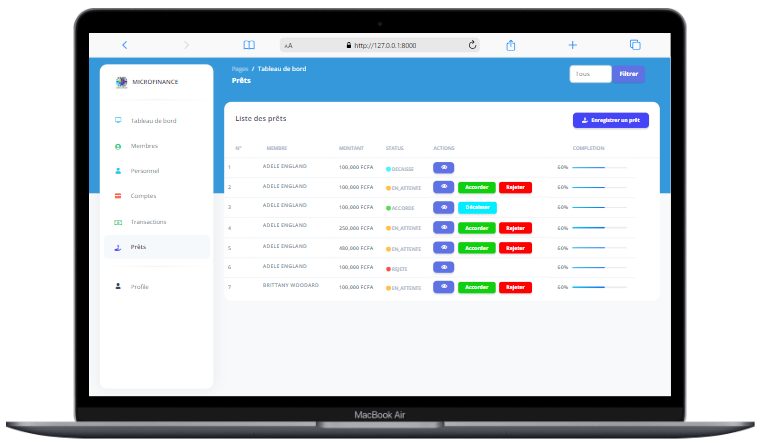 AA http://127.0.0.1:8000
MICROFINANCE
Pages / Tableau de bord
Prêts
Tous Filtrer
Tableau de bord
Membres
Personnel
Comptes
Transactions
Prêts
Profile
Liste des prêts
Enregistrer un prêt
N° MEMBRE MONTANT STATUS ACTIONS COMPLETION
1 ADELE ENGLAND 100,000 FCFA DECAISSE 60%
2 ADELE ENGLAND 100,000 FCFA EN_ATTENTE Accorder Rejeter 60%
3 ADELE ENGLAND 100,000 FCFA ACCORDE Décaisser 60%
4 ADELE ENGLAND 250,000 FCFA EN_ATTENTE Accorder Rejeter 60%
5 ADELE ENGLAND 480,000 FCFA EN_ATTENTE Accorder Rejeter 60%
6 ADELE ENGLAND 100,000 FCFA REJETE 60%
7 BRITTANY WOODARD 100,000 FCFA EN_ATTENTE Accorder Rejeter 60%
MacBook Air